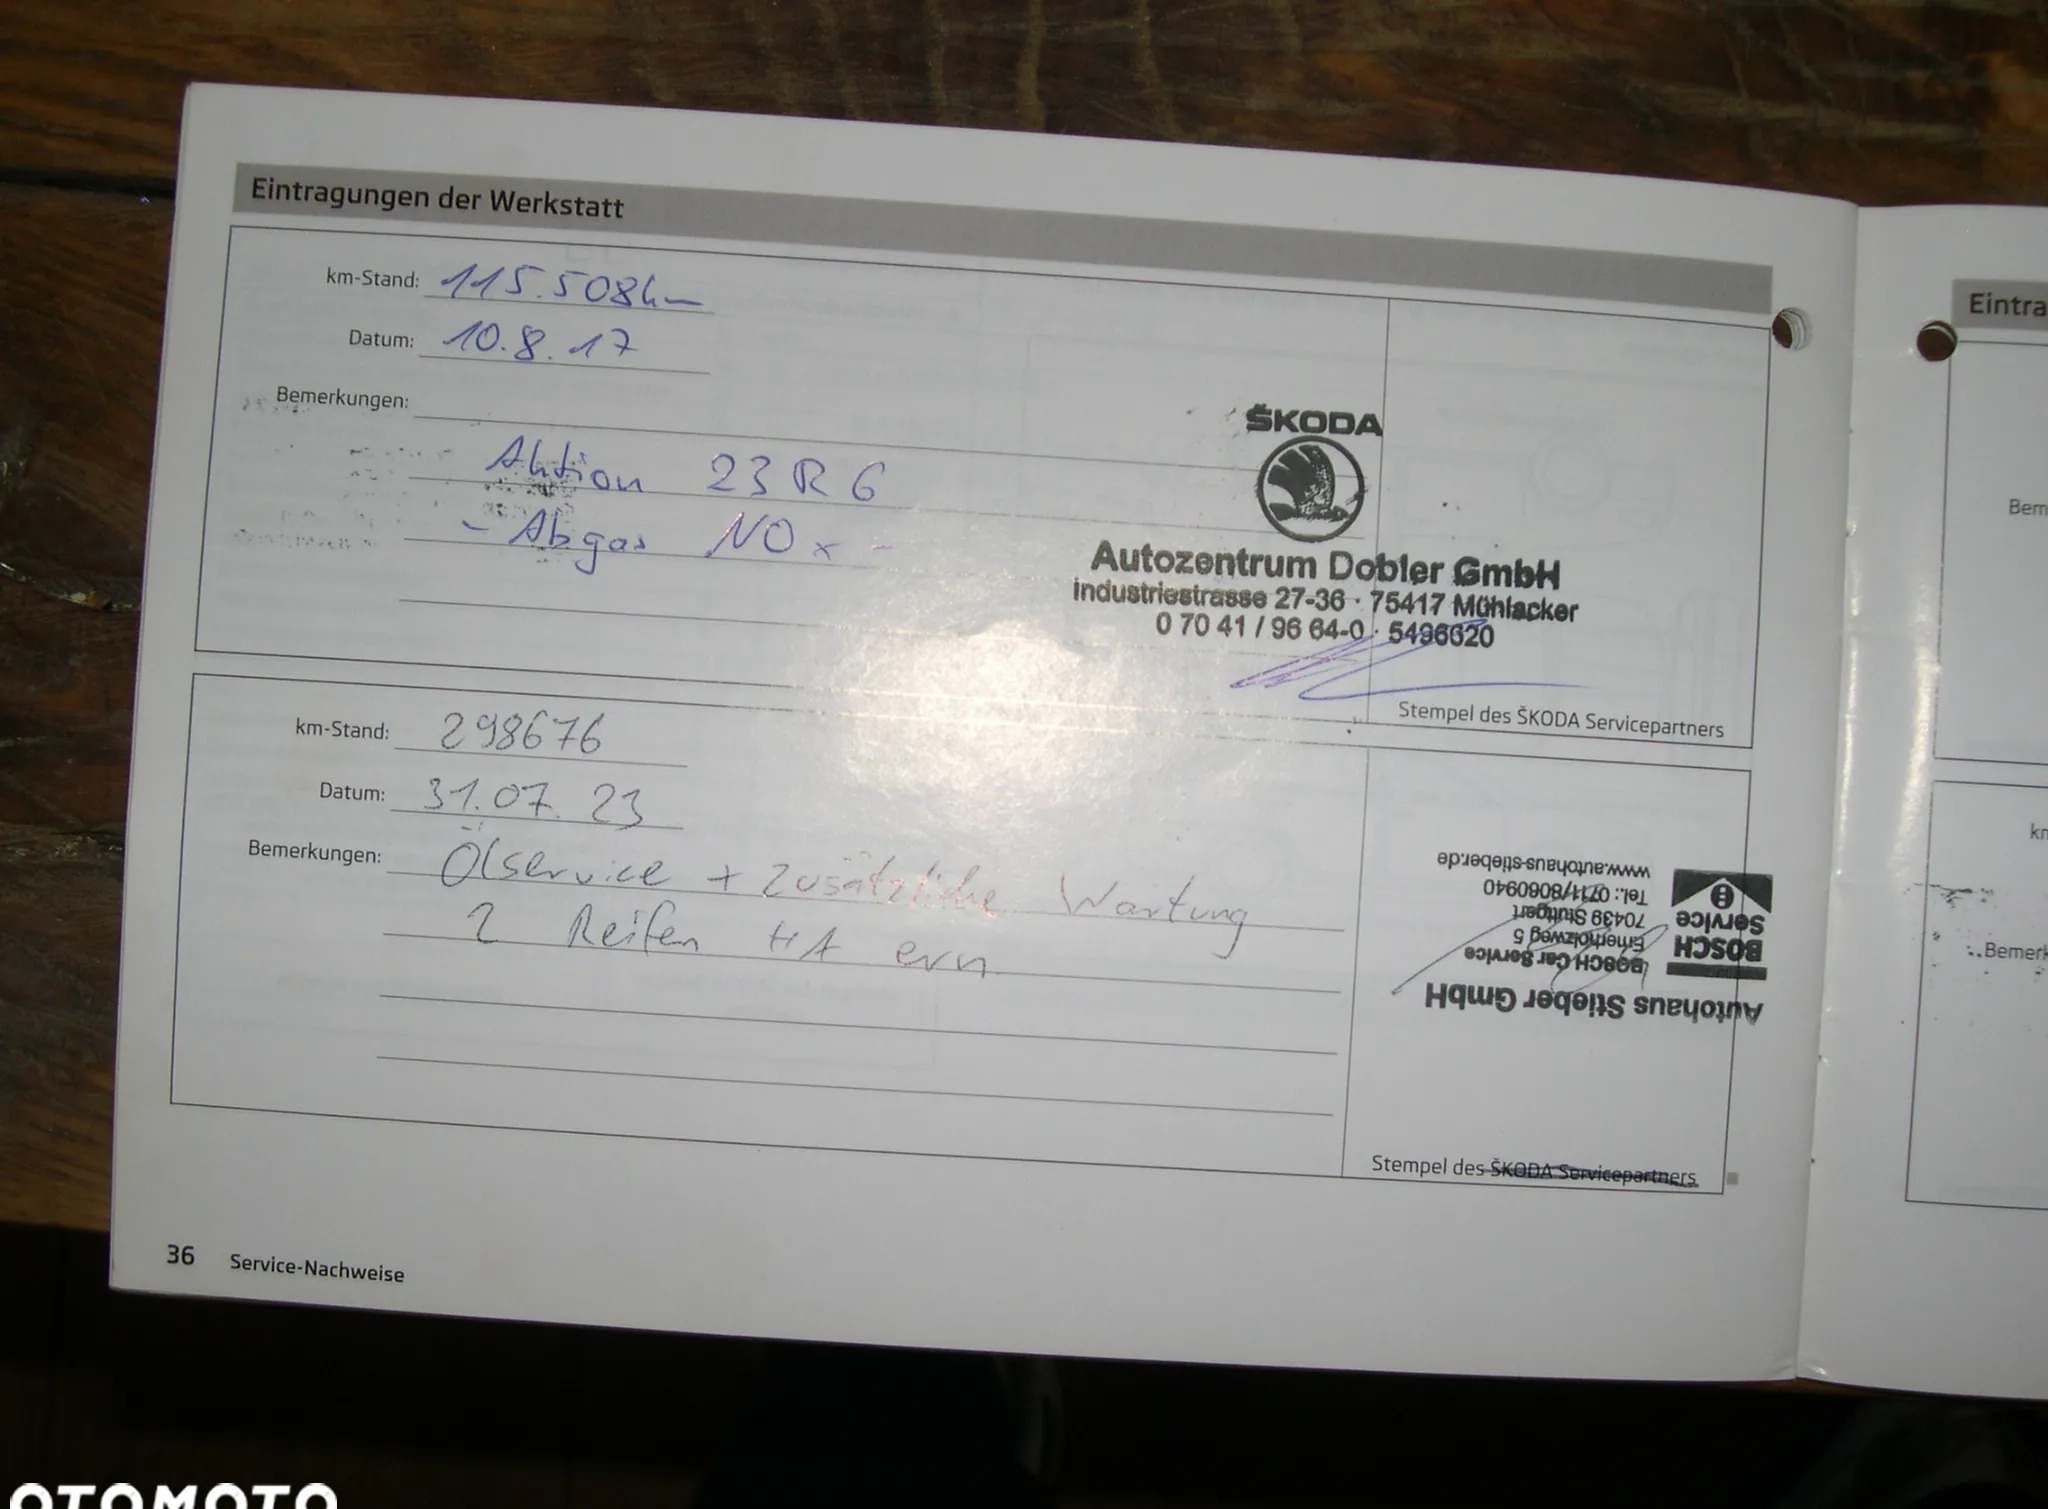 Eintragungen der Werkstatt
km-Stand: 115.508km
Datum: 10.8.17
Bemerkungen:
Aktion 23R6
- Abgas NOx -
ŠKODA
Autozentrum Dobler GmbH
Industriestrasse 27-36 · 75417 Mühlacker
0 70 41 / 96 64-0 · 5496620
Stempel des ŠKODA Servicepartners
km-Stand: 298676
Datum: 31.07.23
Bemerkungen: Ölservice + zusätzliche Wartung
2 Reifen HA ern
Autohaus Stieber GmbH
BOSCH Car Service
70439 Stuttgart
Tel.: 0711/8060940
www.autohaus-stieber.de
BOSCH
Service
Stempel des ŠKODA Servicepartners
36 Service-Nachweise
Eintra
Bem
km
Bemerk
OTOMOTO